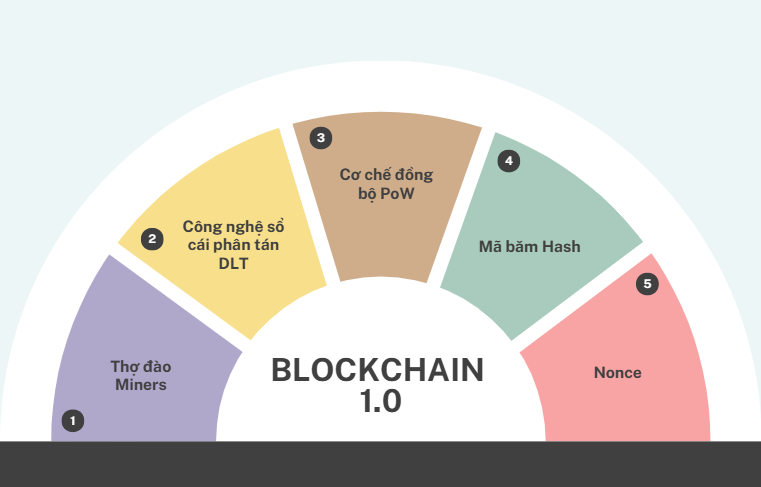 1
Thợ đào
Miners
2
Công nghệ sổ
cái phân tán
DLT
3
Cơ chế đồng
bộ PoW
4
Mã băm Hash
5
Nonce
BLOCKCHAIN
1.0